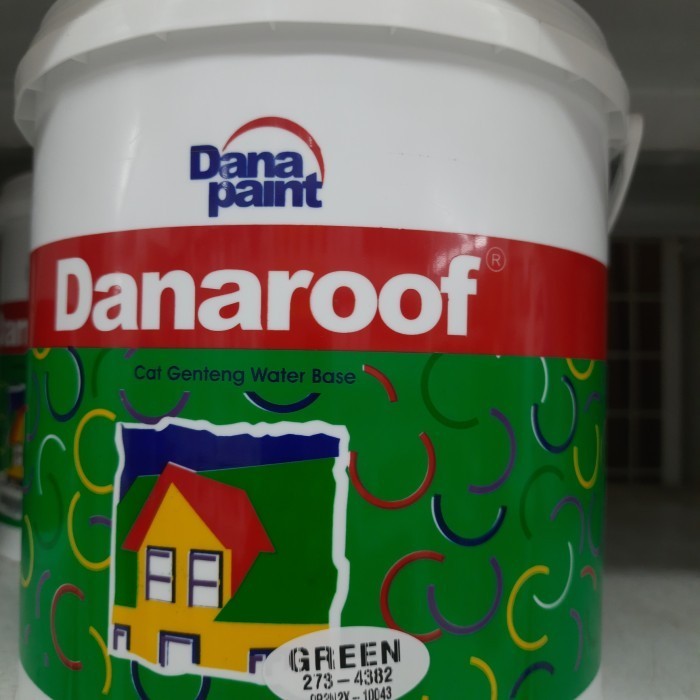 Dana
paint
Danaroof®
Cat Genteng Water Base
GREEN
273-4382